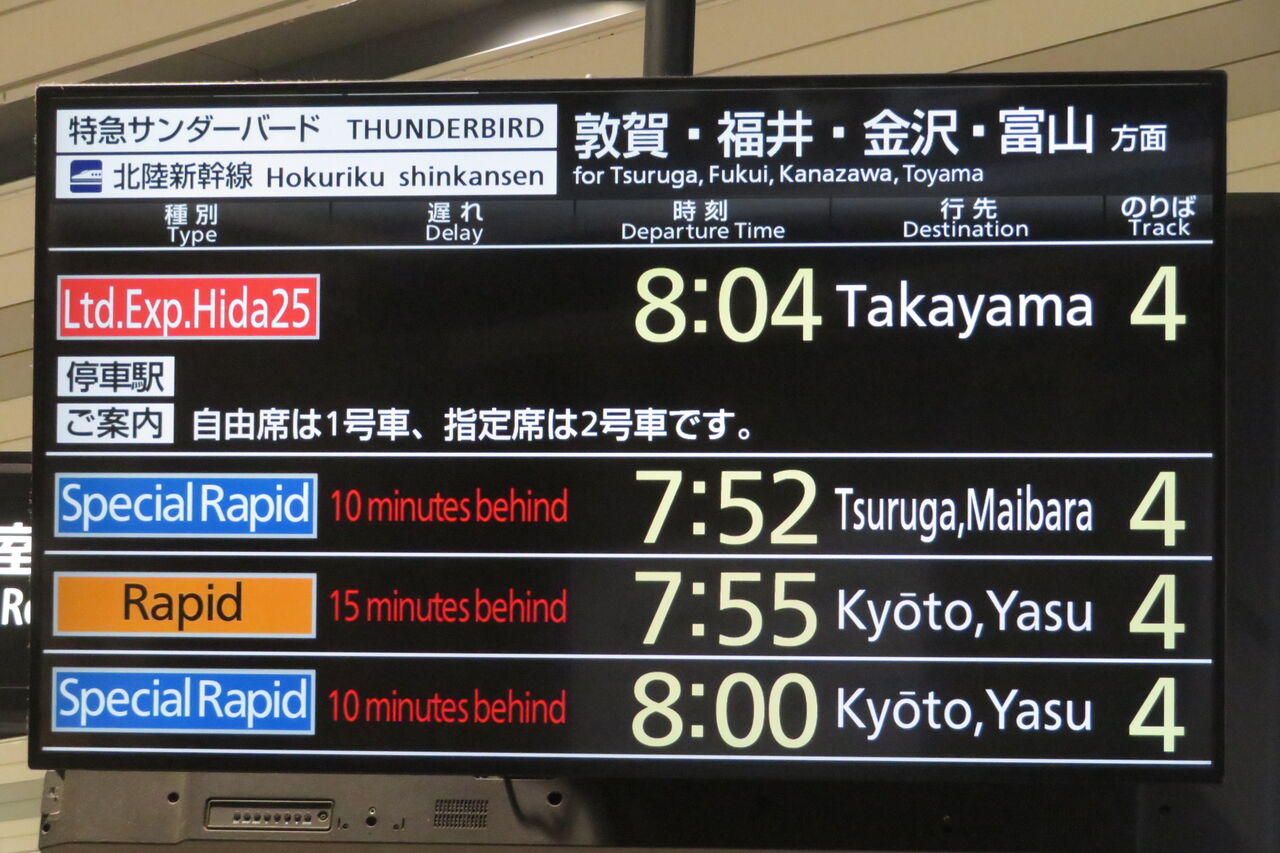 特急サンダーバード THUNDERBIRD
北陸新幹線 Hokuriku shinkansen
敦賀・福井・金沢・富山 方面
for Tsuruga, Fukui, Kanazawa, Toyama
種別 遅れ 時刻 行先 のりば
Type Delay Departure Time Destination Track
Ltd.Exp.Hida25 8:04 Takayama 4
停車駅
ご案内 自由席は1号車、指定席は2号車です。
Special Rapid 10 minutes behind 7:52 Tsuruga,Maibara 4
Rapid 15 minutes behind 7:55 Kyōto,Yasu 4
Special Rapid 10 minutes behind 8:00 Kyōto,Yasu 4
室